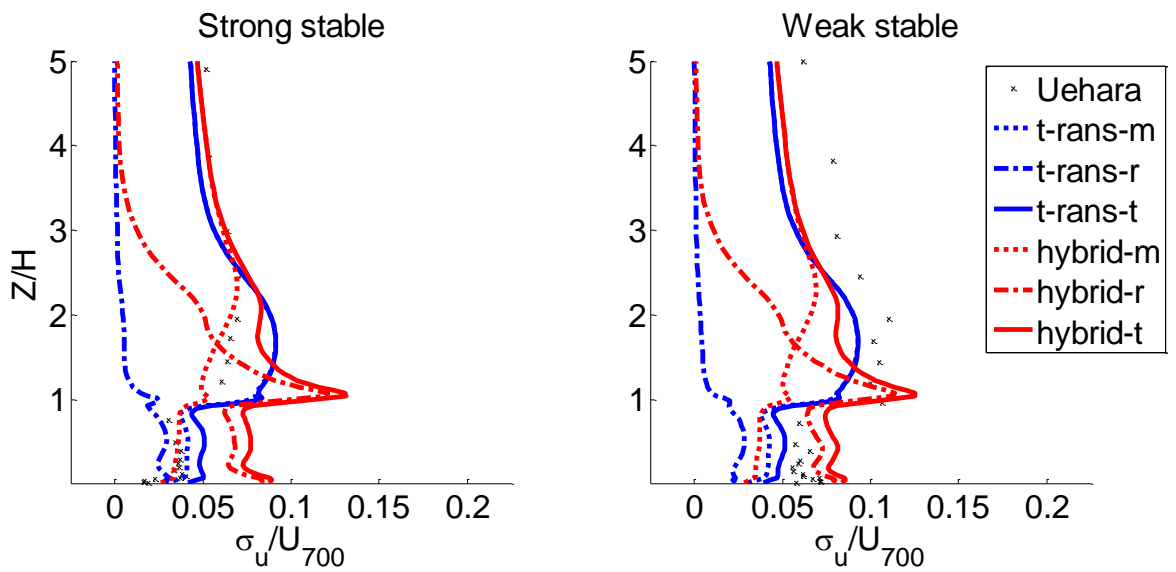 Strong stable
5
4
3
2
1
Z/H
0 0.05 0.1 0.15 0.2
σu/U700
Weak stable
5
4
3
2
1
0 0.05 0.1 0.15 0.2
σu/U700
Uehara
t-rans-m
t-rans-r
t-rans-t
hybrid-m
hybrid-r
hybrid-t